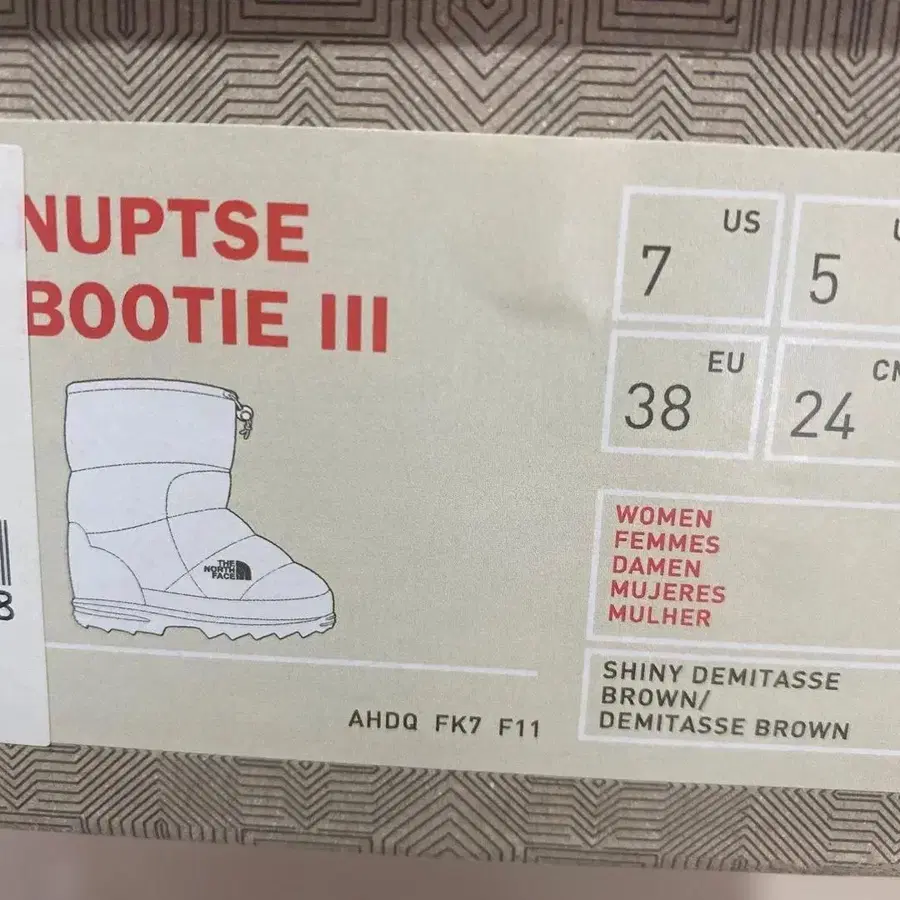 NUPTSE
BOOTIE III
US
7
5
EU
38
24
WOMEN
FEMMES
DAMEN
MUJERES
MULHER
THE
NORTH
FACE
SHINY DEMITASSE
BROWN/
DEMITASSE BROWN
AHDQ FK7 F11
8